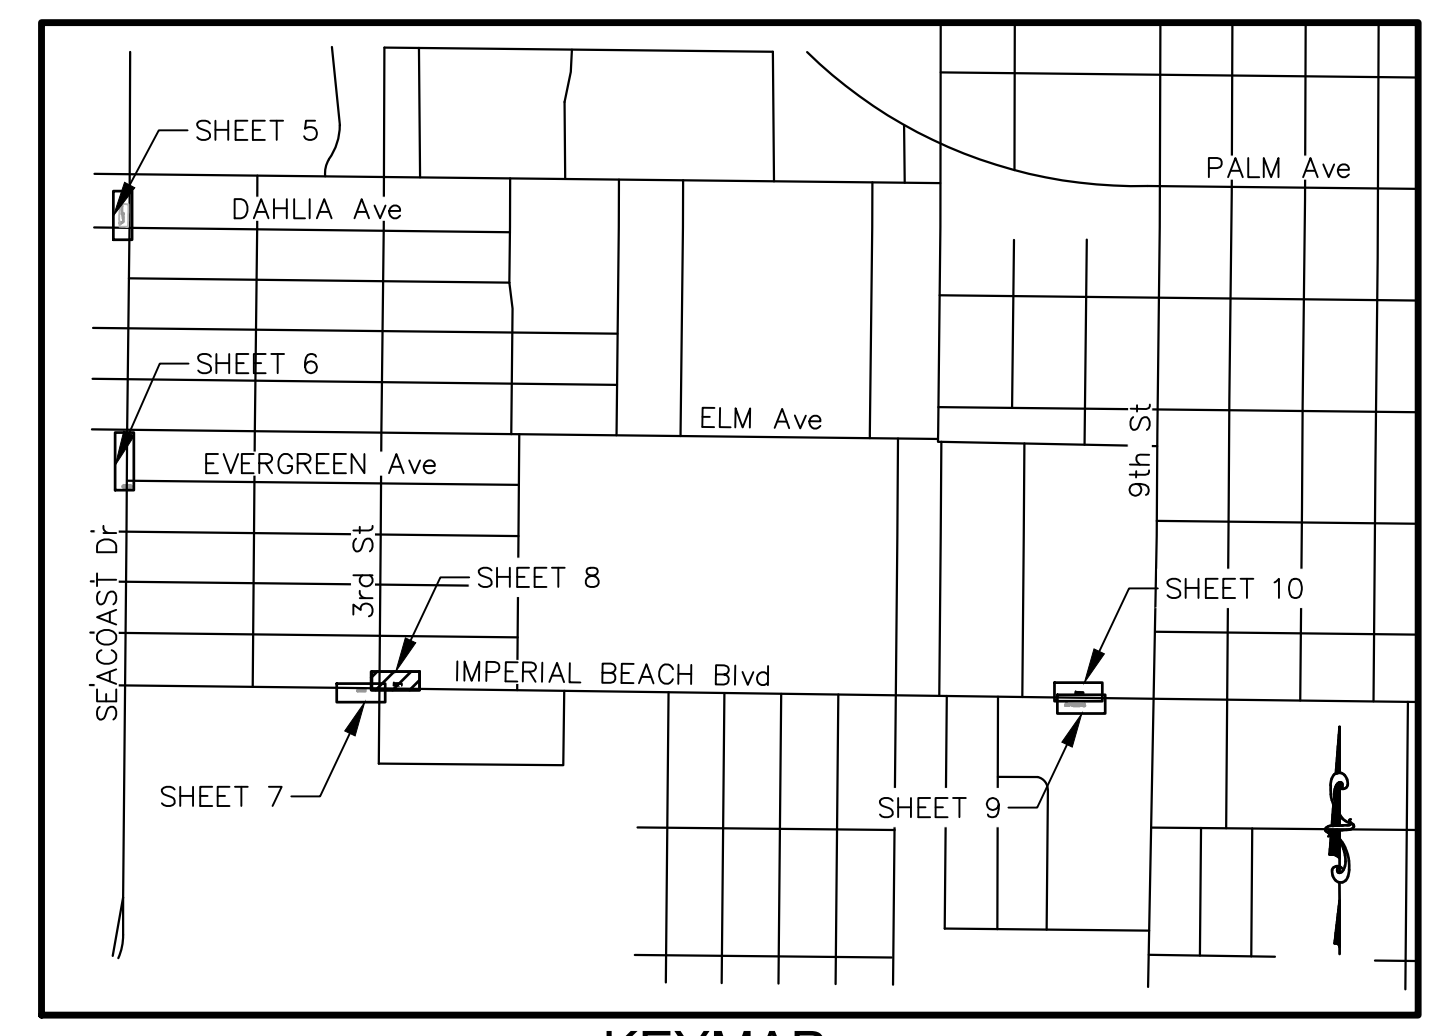 SHEET 5
PALM Ave
DAHLIA Ave
SHEET 6
ELM Ave
EVERGREEN Ave
9th St
SEACOAST Dr
3rd St
SHEET 8
SHEET 10
IMPERIAL BEACH Blvd
SHEET 7
SHEET 9
KEYMAP